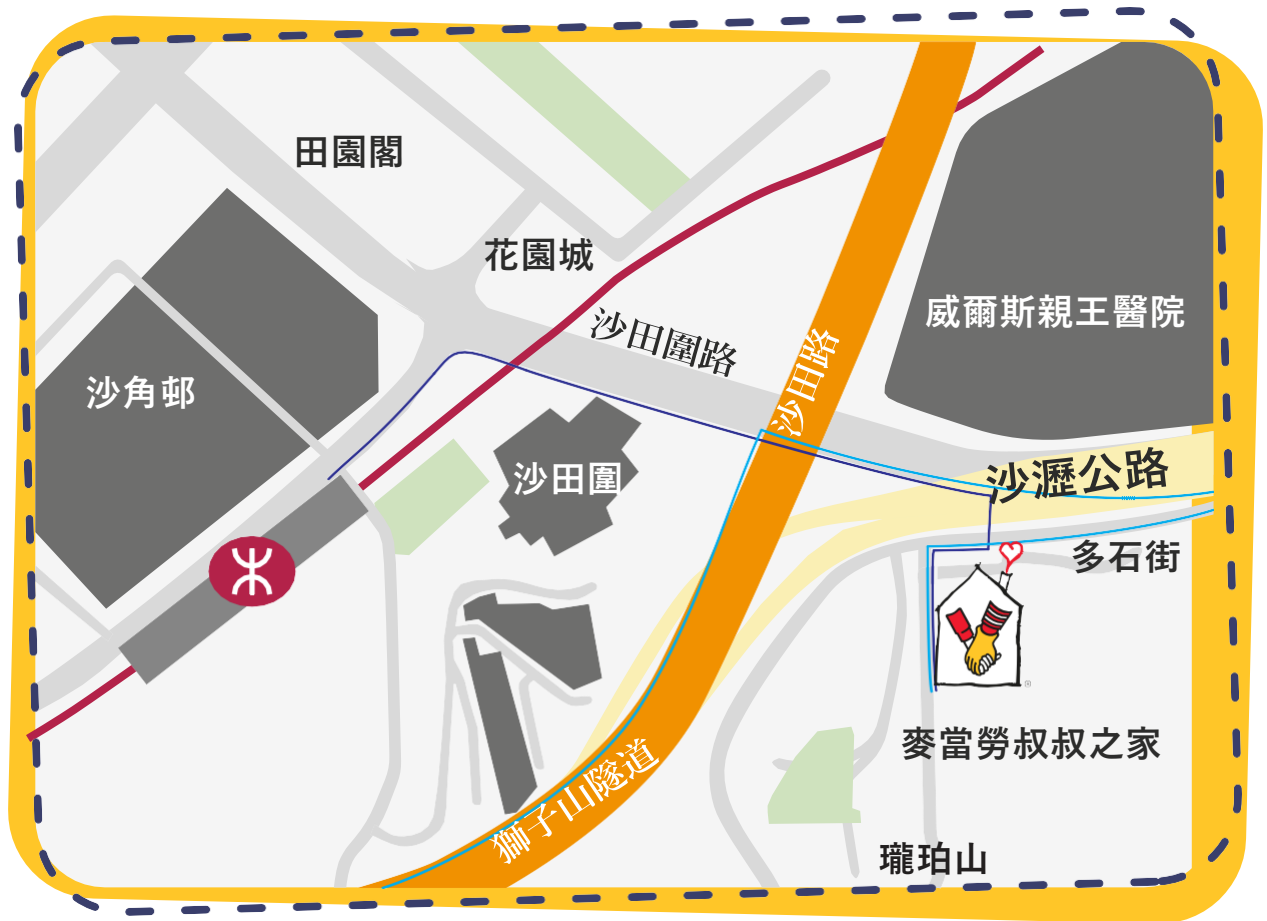 田園閣
花園城
威爾斯親王醫院
沙田圍路
沙田路
沙角邨
沙田圍
沙瀝公路
多石街
麥當勞叔叔之家
獅子山隧道
瓏珀山